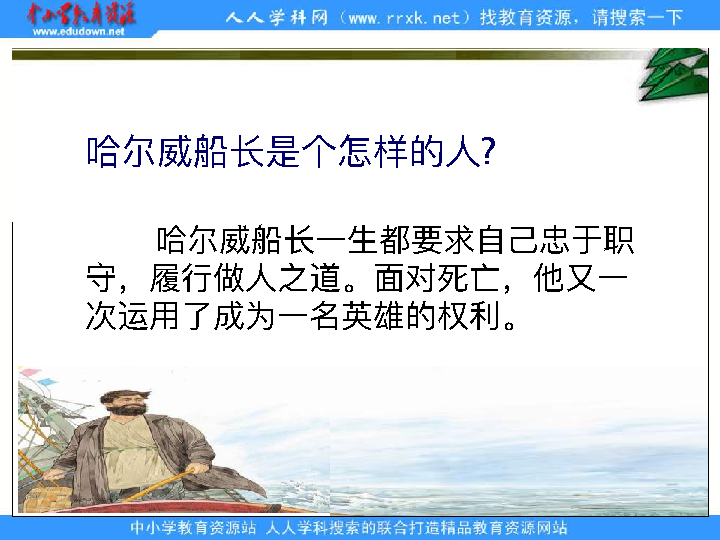 中小学教育资源
www.edudown.net
人人学科网（www.rrxk.net）找教育资源，请搜索一下
哈尔威船长是个怎样的人?
哈尔威船长一生都要求自己忠于职
守，履行做人之道。面对死亡，他又一
次运用了成为一名英雄的权利。
中小学教育资源站 人人学科搜索的联合打造精品教育资源网站